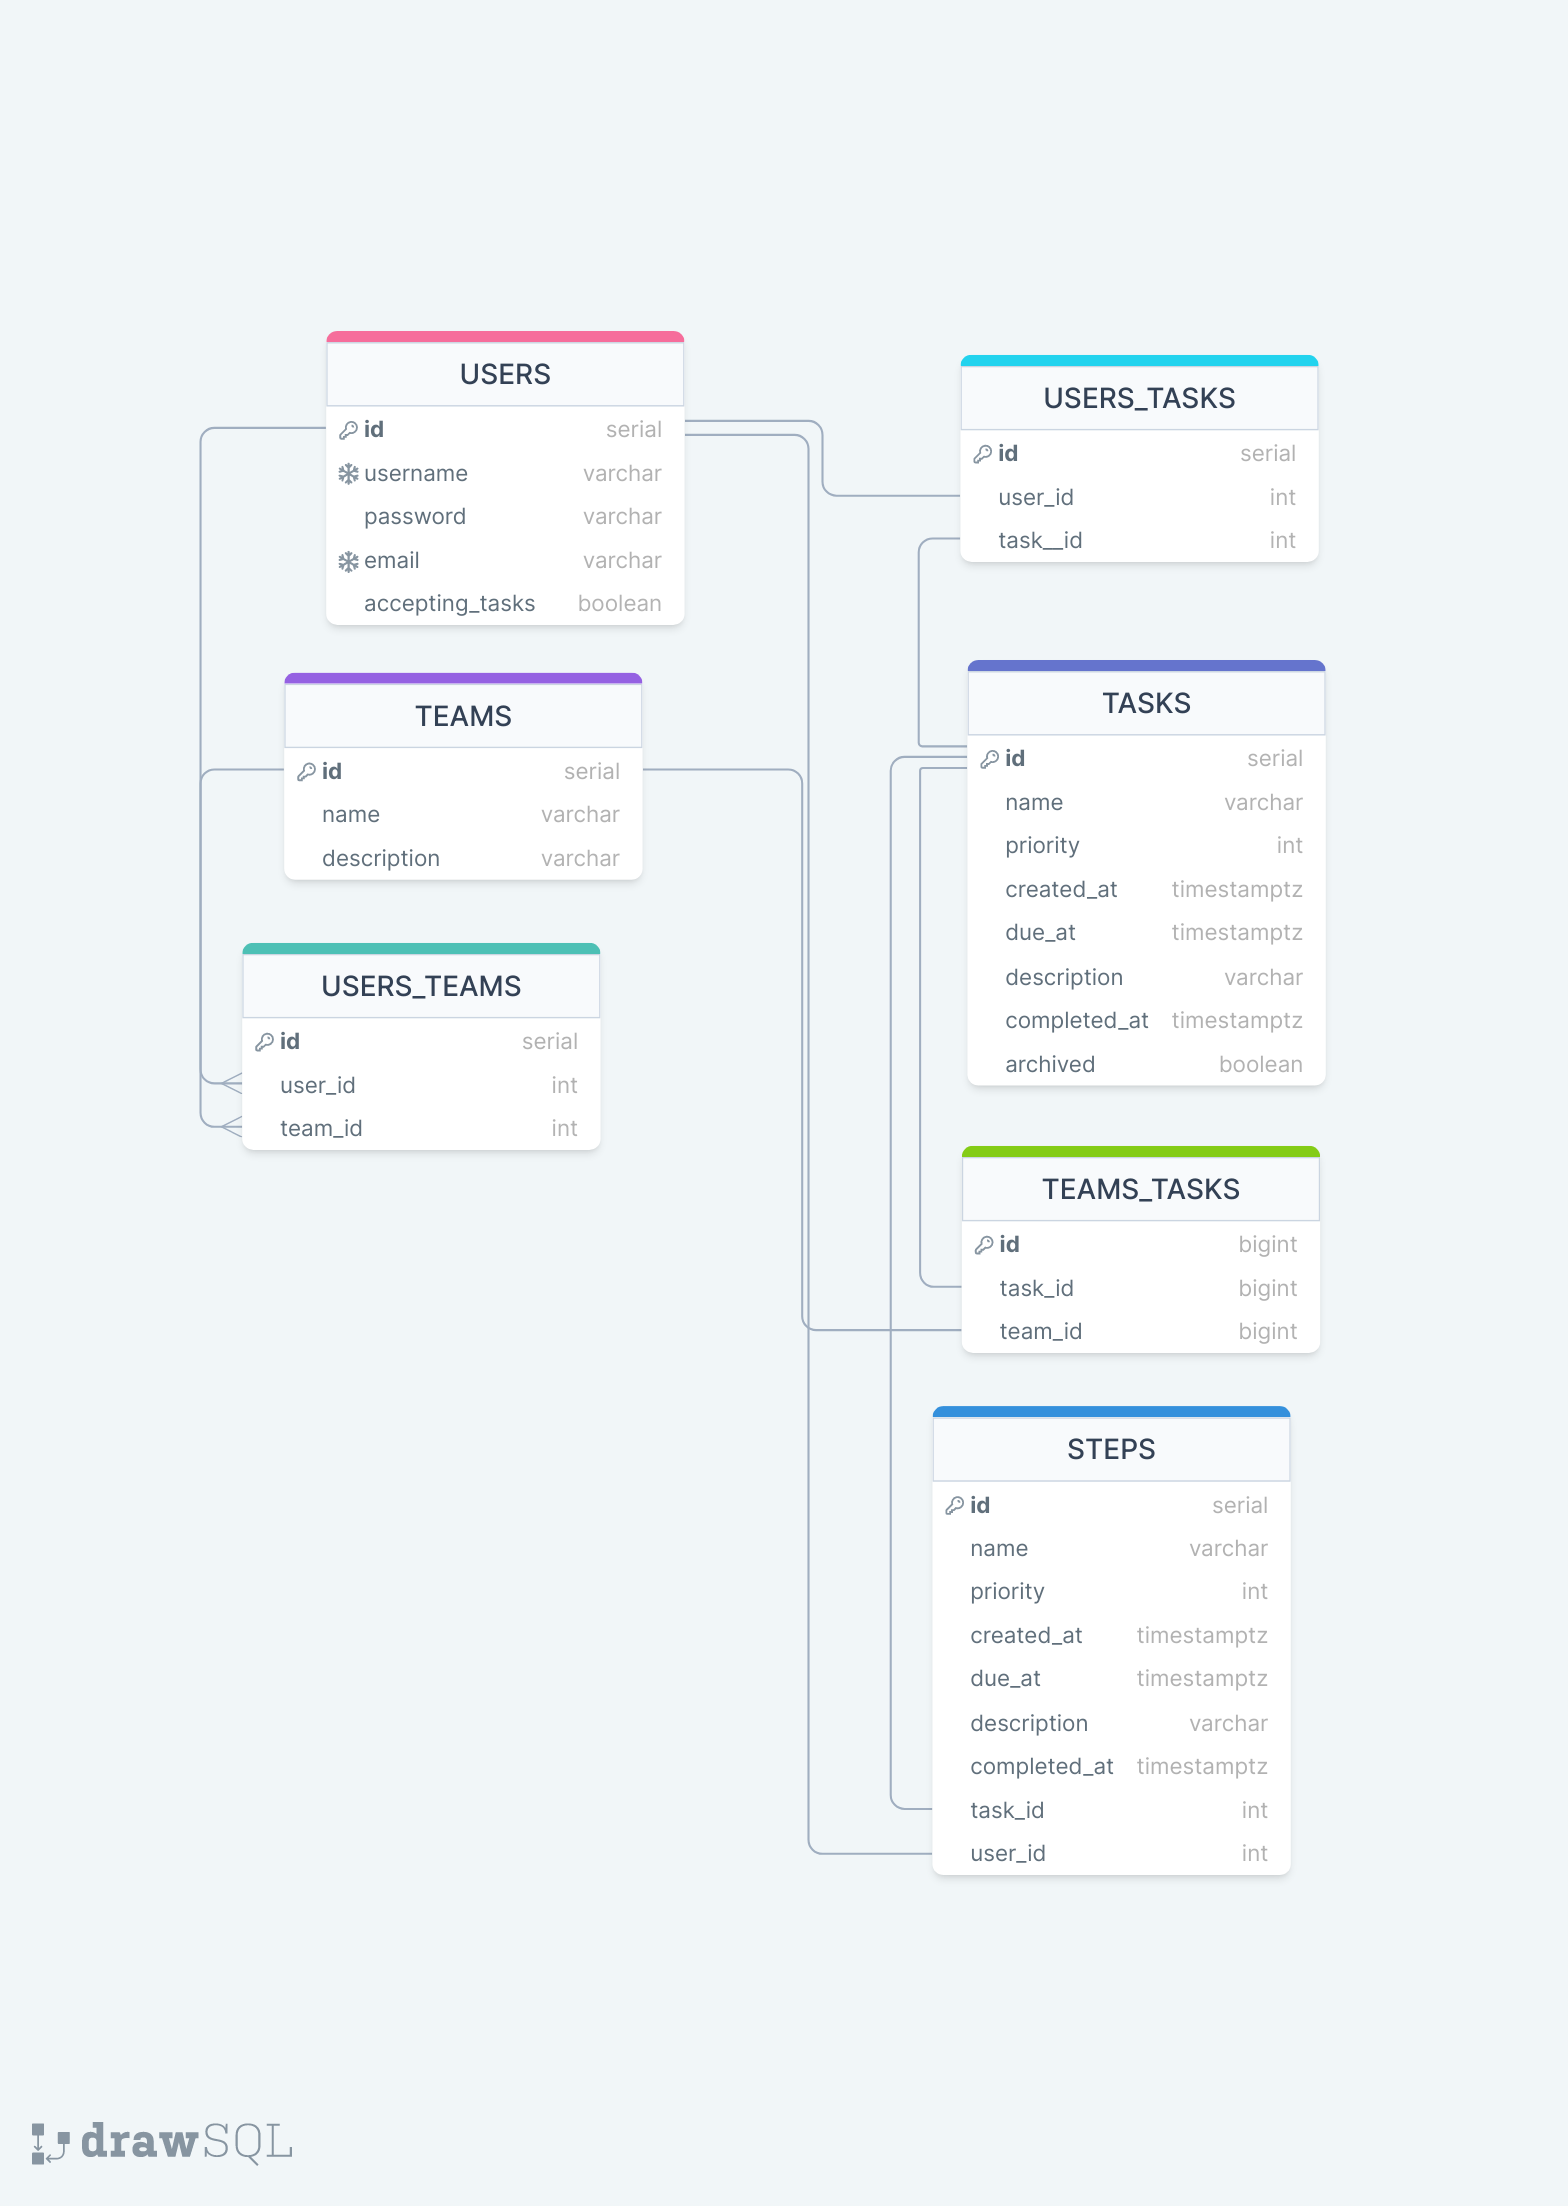 USERS
id serial
username varchar
password varchar
email varchar
accepting_tasks boolean
TEAMS
id serial
name varchar
description varchar
USERS_TEAMS
id serial
user_id int
team_id int
USERS_TASKS
id serial
user_id int
task__id int
TASKS
id serial
name varchar
priority int
created_at timestamptz
due_at timestamptz
description varchar
completed_at timestamptz
archived boolean
TEAMS_TASKS
id bigint
task_id bigint
team_id bigint
STEPS
id serial
name varchar
priority int
created_at timestamptz
due_at timestamptz
description varchar
completed_at timestamptz
task_id int
user_id int
drawSQL